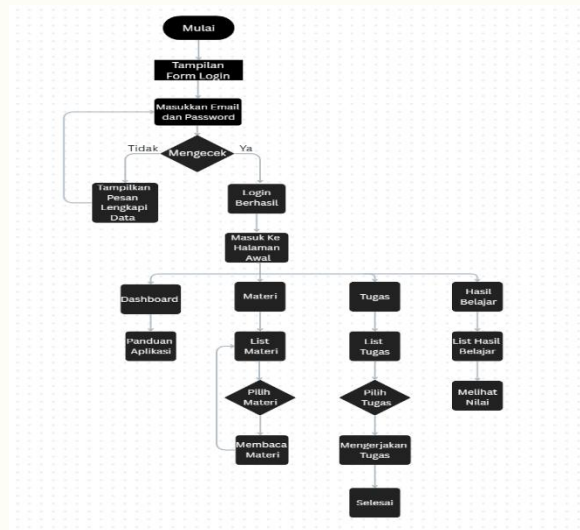 Mulai
Tampilan
Form Login
Masukkan Email
dan Password
Tidak
Mengecek
Ya
Tampilkan
Pesan
Lengkapi
Data
Login
Berhasil
Masuk Ke
Halaman
Awal
Dashboard
Materi
Tugas
Hasil
Belajar
Panduan
Aplikasi
List
Materi
List
Tugas
List Hasil
Belajar
Pilih
Materi
Pilih
Tugas
Melihat
Nilai
Membaca
Materi
Mengerjakan
Tugas
Selesai